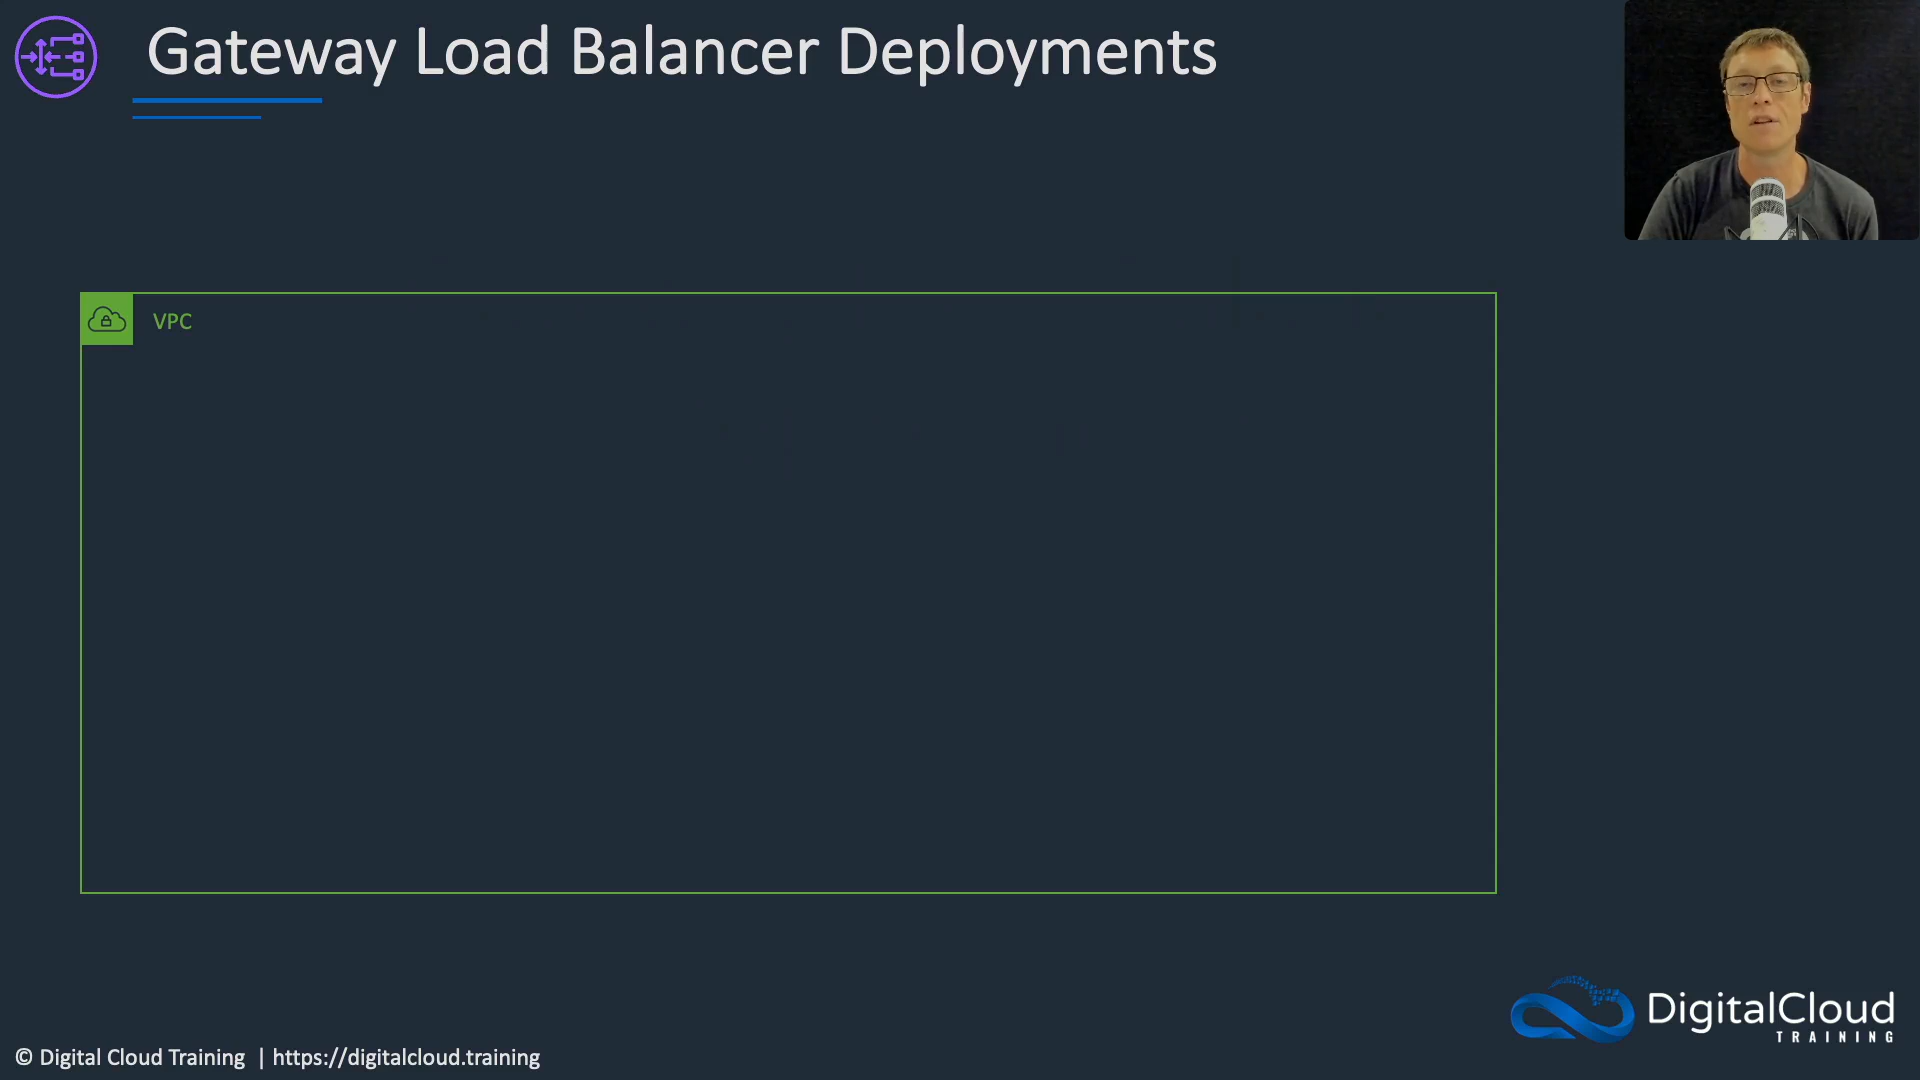 Gateway Load Balancer Deployments
VPC
DigitalCloud
TRAINING
© Digital Cloud Training | https://digitalcloud.training